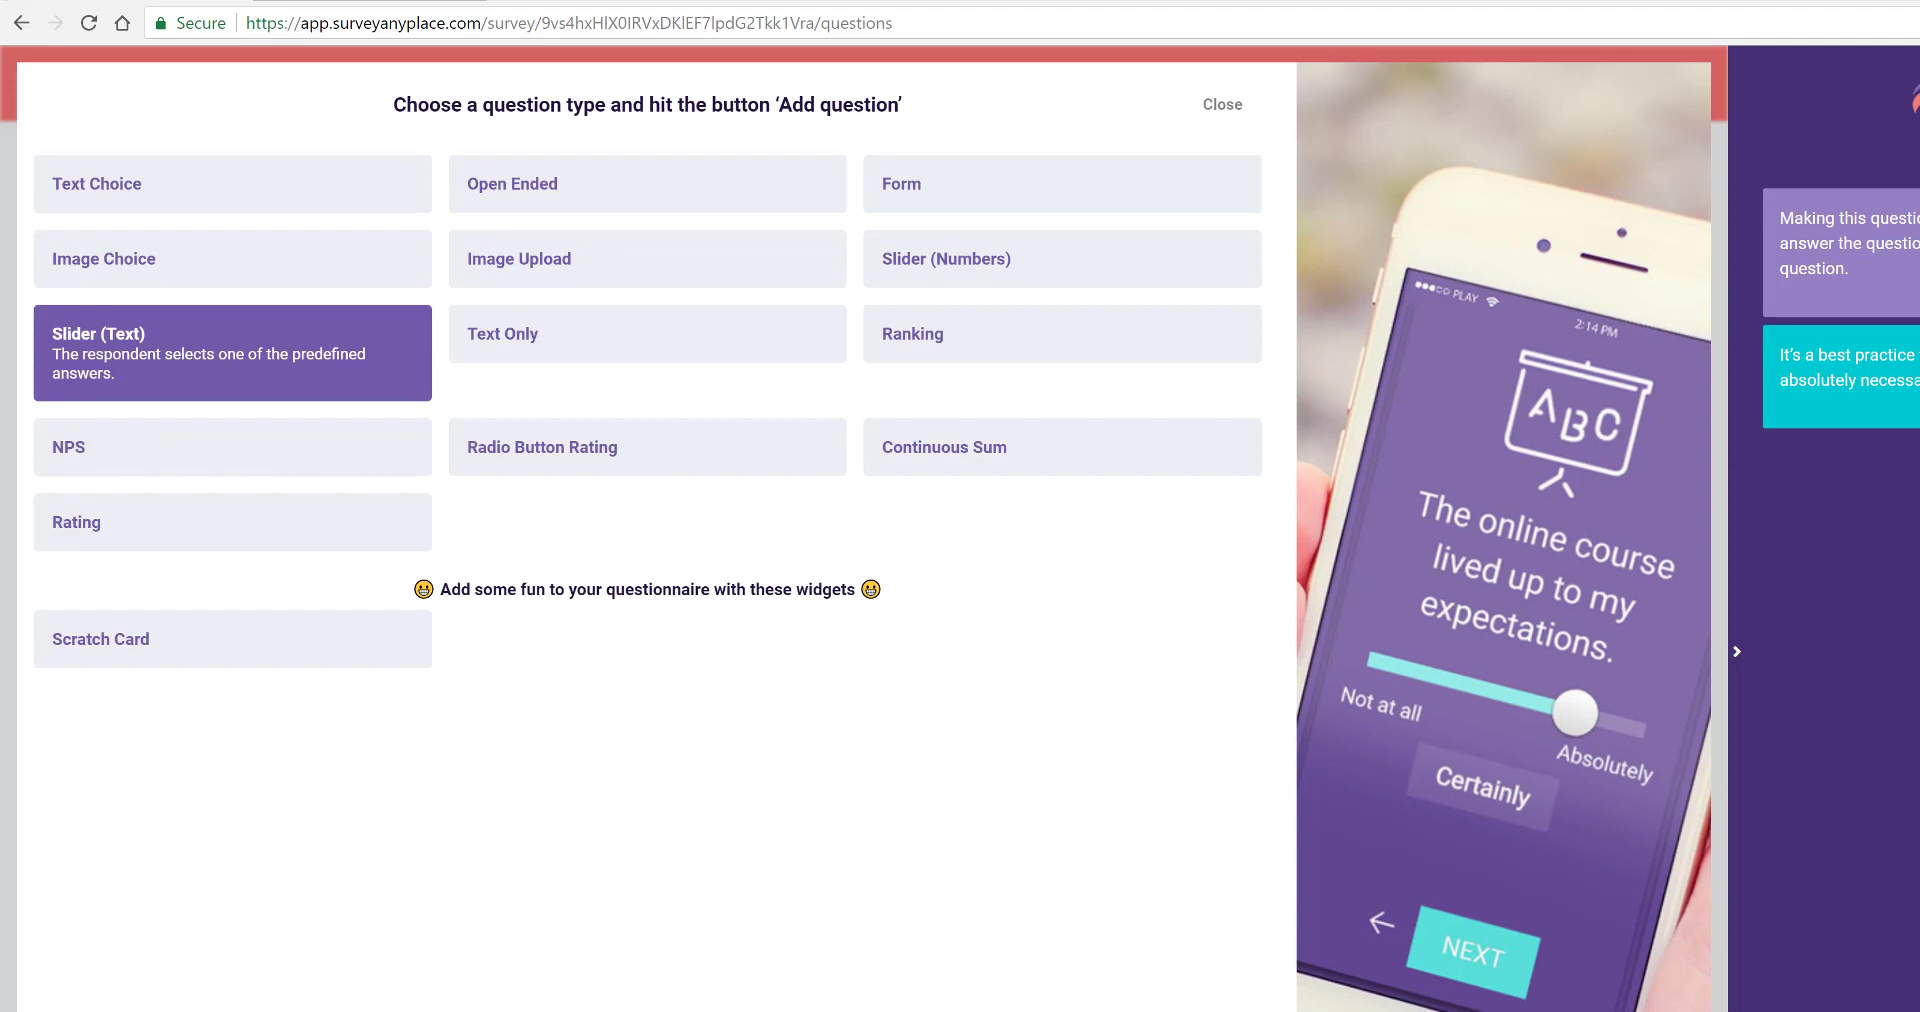 Secure
https://app.surveyanyplace.com/survey/9vs4hxHlX0IRVxDKlEF7lpdG2Tkk1Vra/questions
Choose a question type and hit the button ‘Add question’
Close
Text Choice
Open Ended
Form
Image Choice
Image Upload
Slider (Numbers)
Slider (Text)
The respondent selects one of the predefined
answers.
Text Only
Ranking
NPS
Radio Button Rating
Continuous Sum
Rating
Add some fun to your questionnaire with these widgets
Scratch Card
PLAY
2:14 PM
ABC
The online course
lived up to my
expectations.
Not at all
Absolutely
Certainly
NEXT
Making this questi
answer the questio
question.
It’s a best practice
absolutely necessa